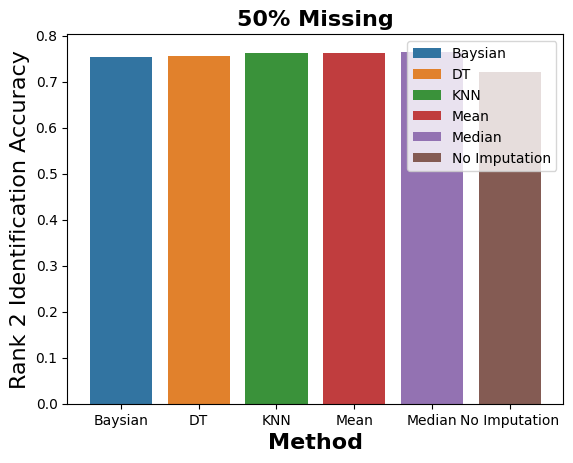 50% Missing
Rank 2 Identification Accuracy
0.8
0.7
0.6
0.5
0.4
0.3
0.2
0.1
0.0
Baysian
DT
KNN
Mean
Median
No Imputation
Baysian DT KNN Mean Median No Imputation
Method